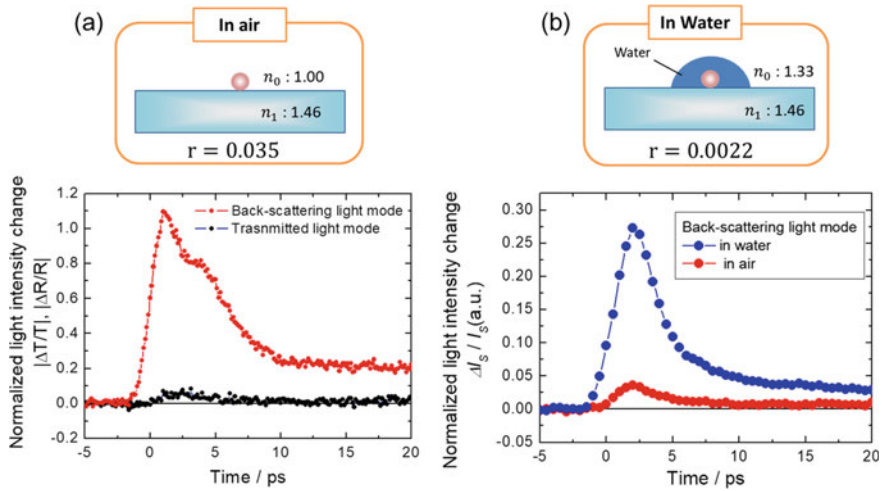 (a)
In air
n₀ : 1.00
n₁ : 1.46
r = 0.035
Normalized light intensity change
|ΔT/T|, |ΔR/R|
1.2
1.0
0.8
0.6
0.4
0.2
0.0
-0.2
Back-scattering light mode
Trasnmitted light mode
-5
0
5
10
15
20
Time / ps
(b)
In Water
Water
n₀ : 1.33
n₁ : 1.46
r = 0.0022
Normalized light intensity change
ΔIₛ / Iₛ(a.u.)
0.30
0.25
0.20
0.15
0.10
0.05
0.00
-0.05
Back-scattering light mode
in water
in air
-5
0
5
10
15
20
Time / ps